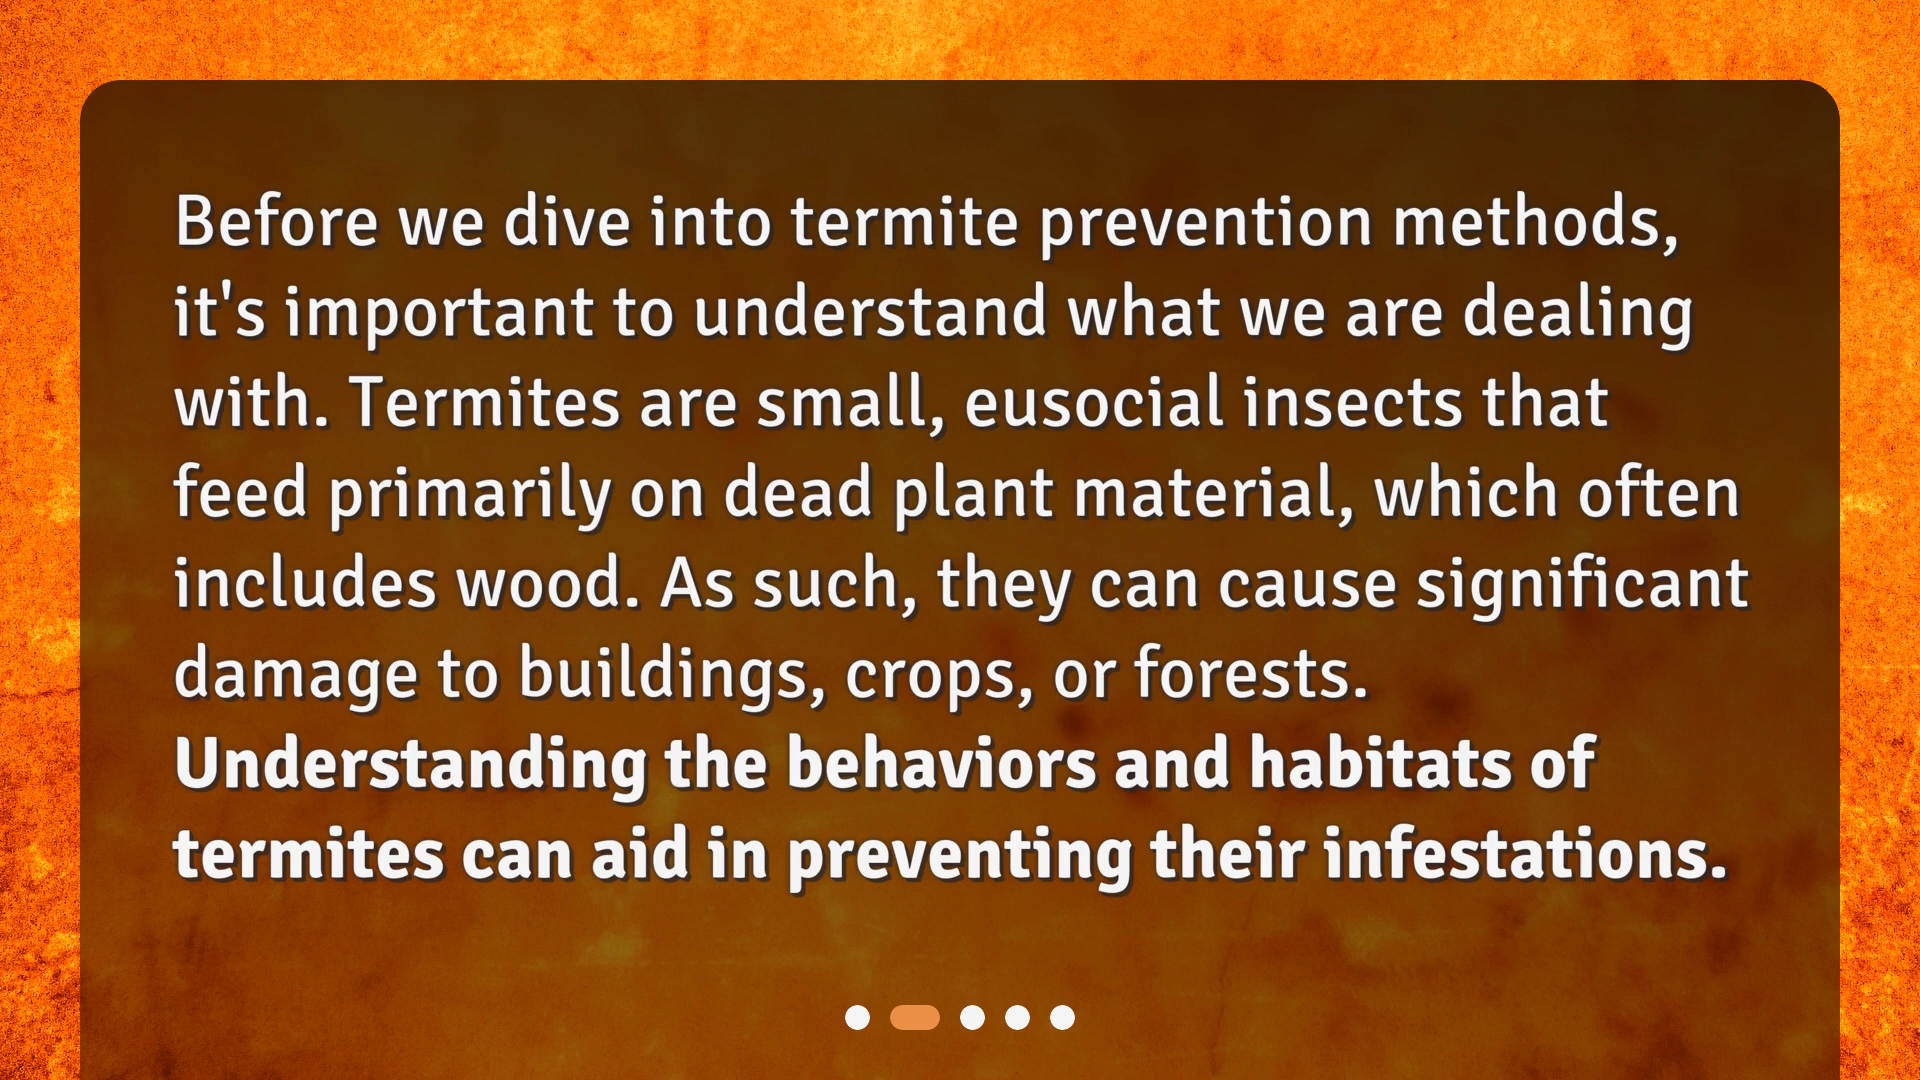 Before we dive into termite prevention methods,
it's important to understand what we are dealing
with. Termites are small, eusocial insects that
feed primarily on dead plant material, which often
includes wood. As such, they can cause significant
damage to buildings, crops, or forests.
Understanding the behaviors and habitats of
termites can aid in preventing their infestations.